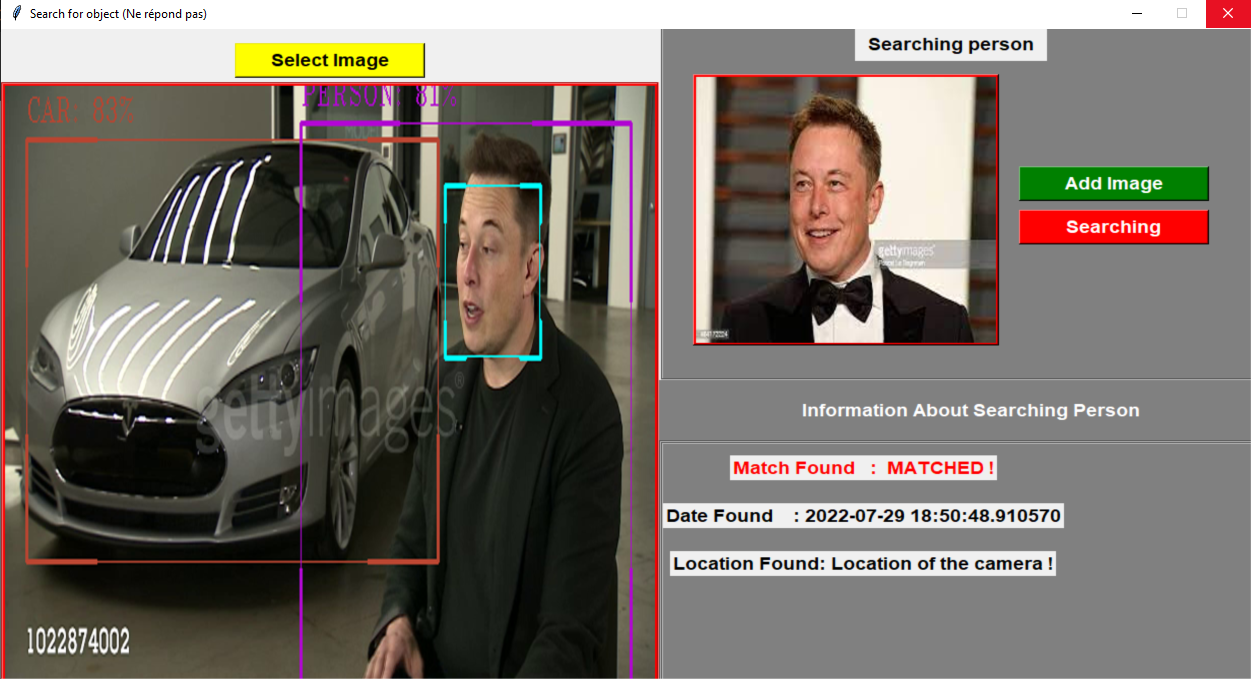 Search for object (Ne répond pas)
Select Image
CAR: 83%
PERSON: 81%
gettyimages®
1022874002
Searching person
gettyimages®
Add Image
Searching
Information About Searching Person
Match Found : MATCHED !
Date Found : 2022-07-29 18:50:48.910570
Location Found: Location of the camera !